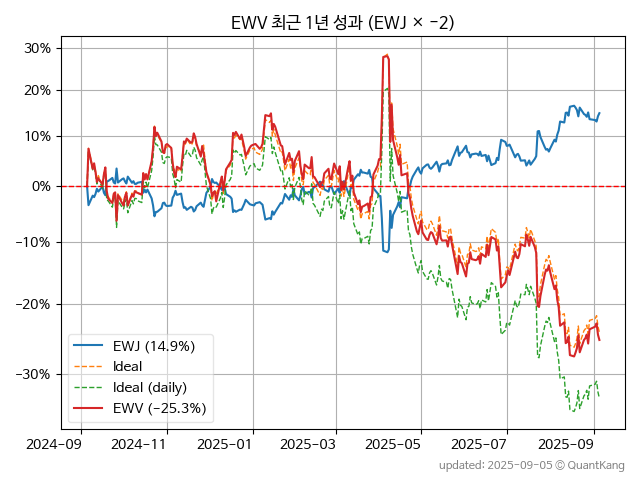 EWV 최근 1년 성과 (EWJ × −2)
30%
20%
10%
0%
−10%
−20%
−30%
EWJ (14.9%)
Ideal
Ideal (daily)
EWV (−25.3%)
2024-09 2024-11 2025-01 2025-03 2025-05 2025-07 2025-09
updated: 2025-09-05 © QuantKang